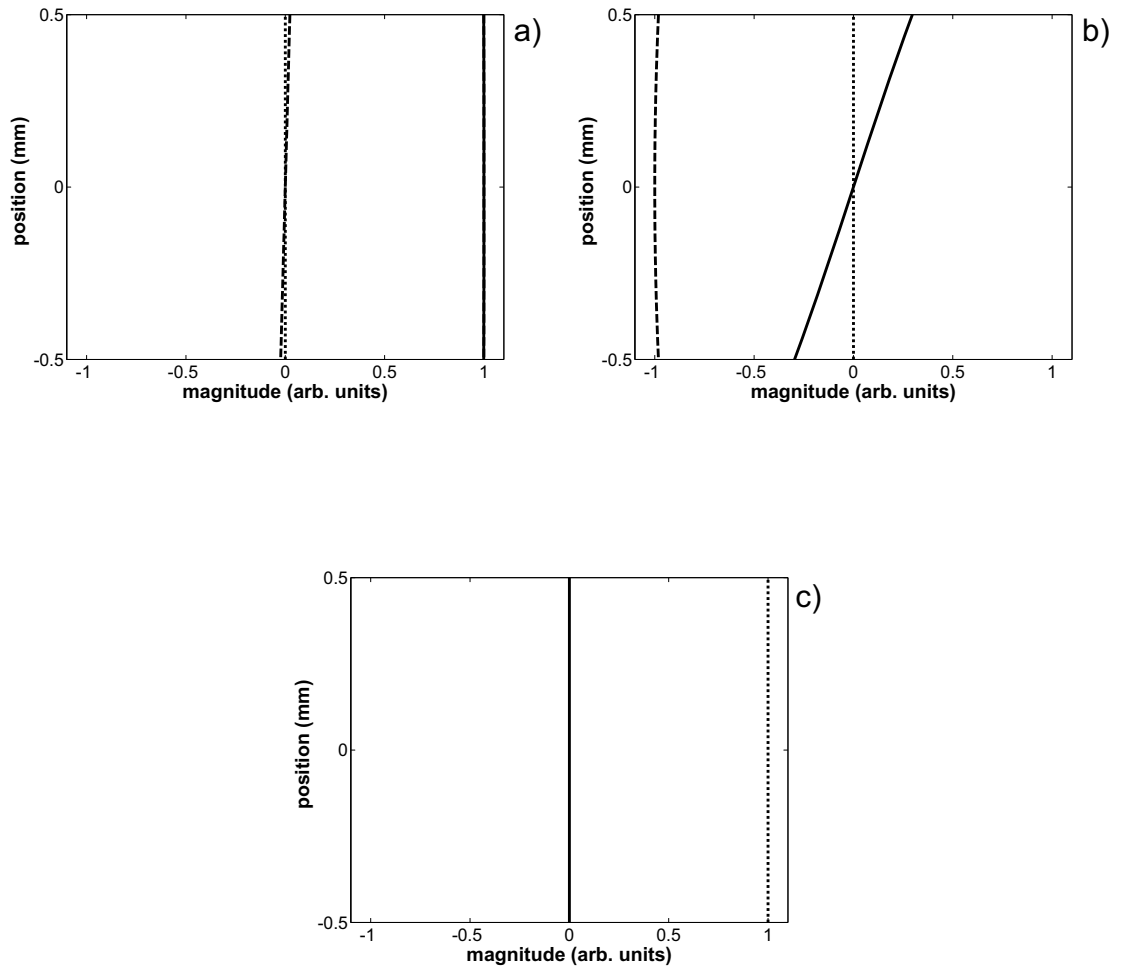 0.5
0
-0.5
position (mm)
-1 -0.5 0 0.5 1
magnitude (arb. units)
a)
0.5
0
-0.5
position (mm)
-1 -0.5 0 0.5 1
magnitude (arb. units)
b)
0.5
0
-0.5
position (mm)
-1 -0.5 0 0.5 1
magnitude (arb. units)
c)